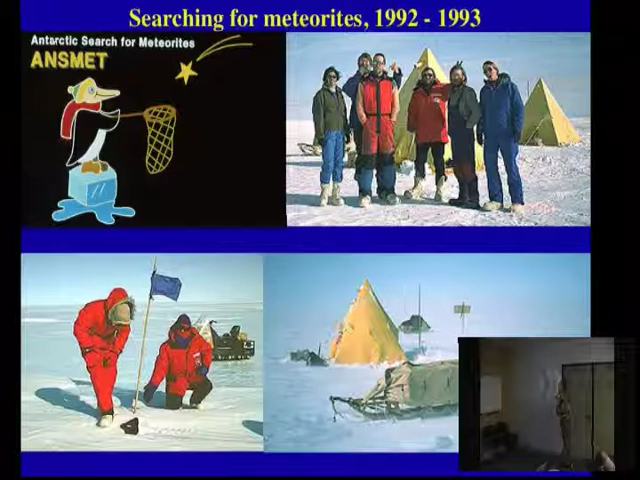 Searching for meteorites, 1992 - 1993
Antarctic Search for Meteorites
ANSMET